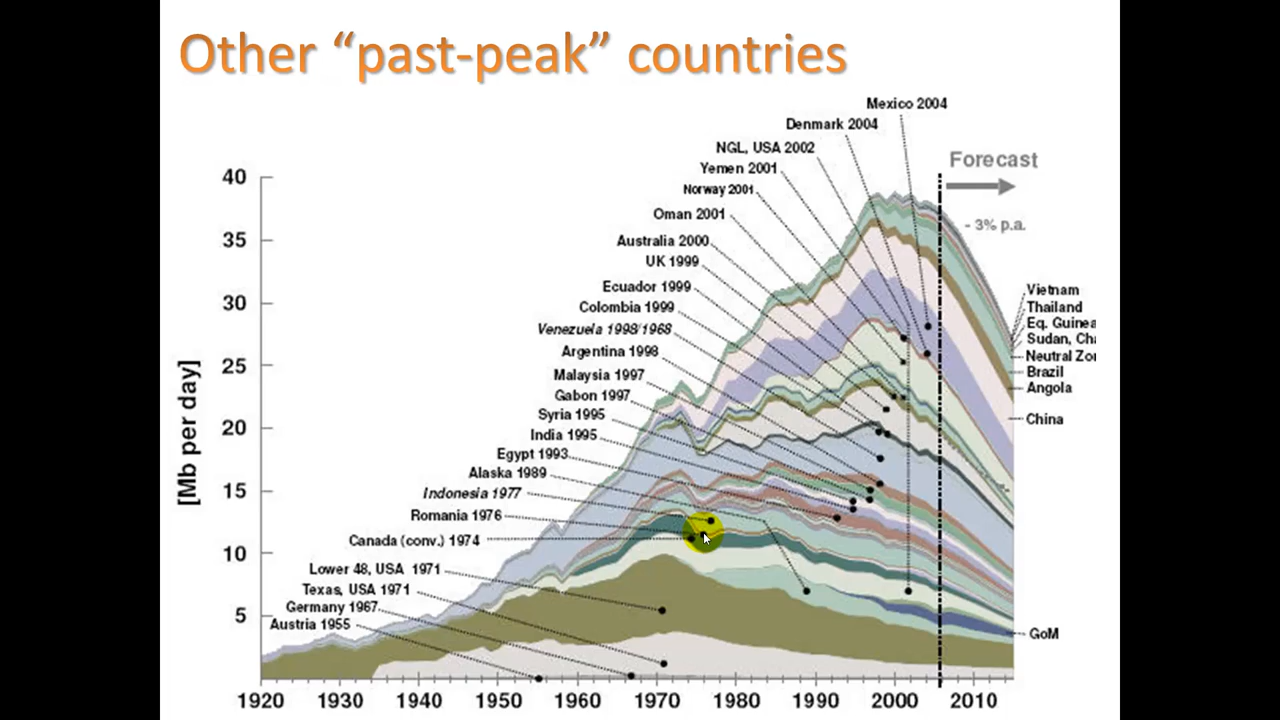 Other “past-peak” countries
Mexico 2004
Denmark 2004
NGL, USA 2002
Yemen 2001
Norway 2001
Oman 2001
Australia 2000
UK 1999
Ecuador 1999
Colombia 1999
Venezuela 1998/1968
Argentina 1998
Malaysia 1997
Gabon 1997
Syria 1995
India 1995
Egypt 1993
Alaska 1989
Indonesia 1977
Romania 1976
Canada (conv.) 1974
Lower 48, USA 1971
Texas, USA 1971
Germany 1967
Austria 1955
Forecast
- 3% p.a.
Vietnam
Thailand
Eq. Guinea
Sudan, Cha
Neutral Zo
Brazil
Angola
China
GoM
[Mb per day]
40
35
30
25
20
15
10
5
1920 1930 1940 1950 1960 1970 1980 1990 2000 2010